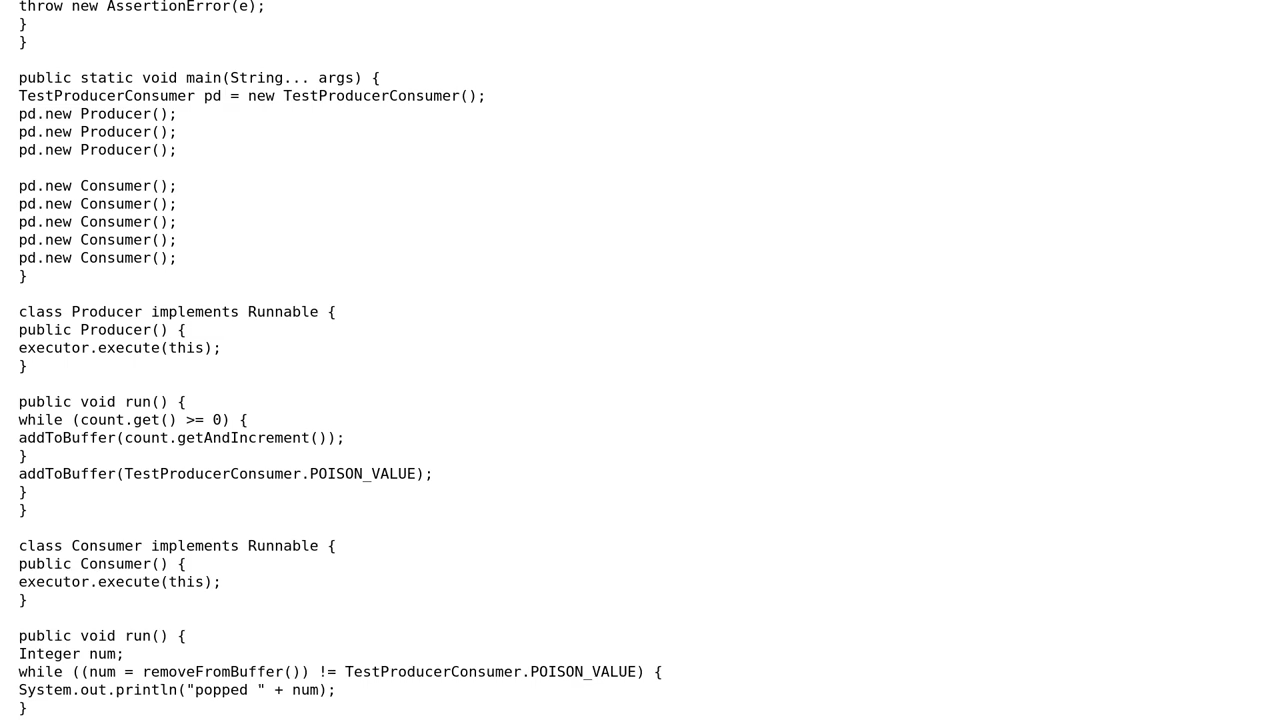 throw new AssertionError(e);
}
}
public static void main(String... args) {
TestProducerConsumer pd = new TestProducerConsumer();
pd.new Producer();
pd.new Producer();
pd.new Producer();
pd.new Consumer();
pd.new Consumer();
pd.new Consumer();
pd.new Consumer();
pd.new Consumer();
}
class Producer implements Runnable {
public Producer() {
executor.execute(this);
}
public void run() {
while (count.get() >= 0) {
addToBuffer(count.getAndIncrement());
}
addToBuffer(TestProducerConsumer.POISON_VALUE);
}
}
class Consumer implements Runnable {
public Consumer() {
executor.execute(this);
}
public void run() {
Integer num;
while ((num = removeFromBuffer()) != TestProducerConsumer.POISON_VALUE) {
System.out.println("popped " + num);
}